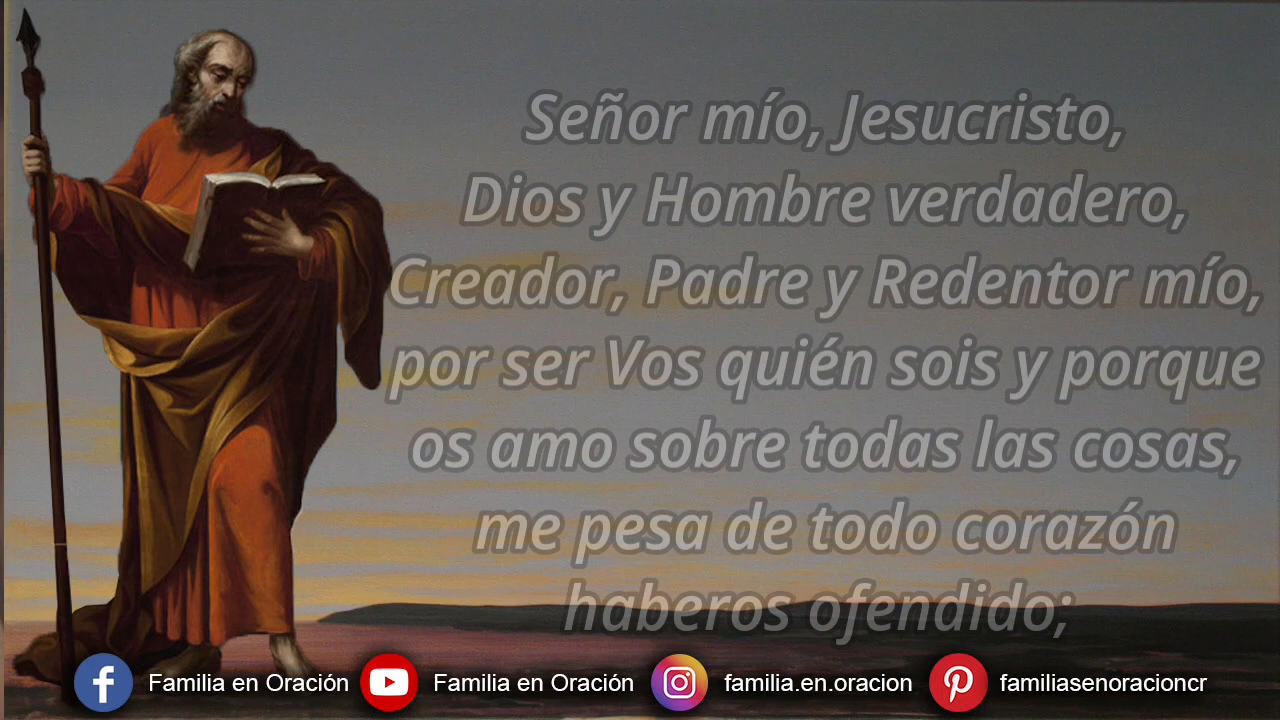 Señor mío, Jesucristo,
Dios y Hombre verdadero,
Creador, Padre y Redentor mío,
por ser Vos quién sois y porque
os amo sobre todas las cosas,
me pesa de todo corazón
haberos ofendido;
Familia en Oración Familia en Oración familia.en.oracion familiasenoracioncr